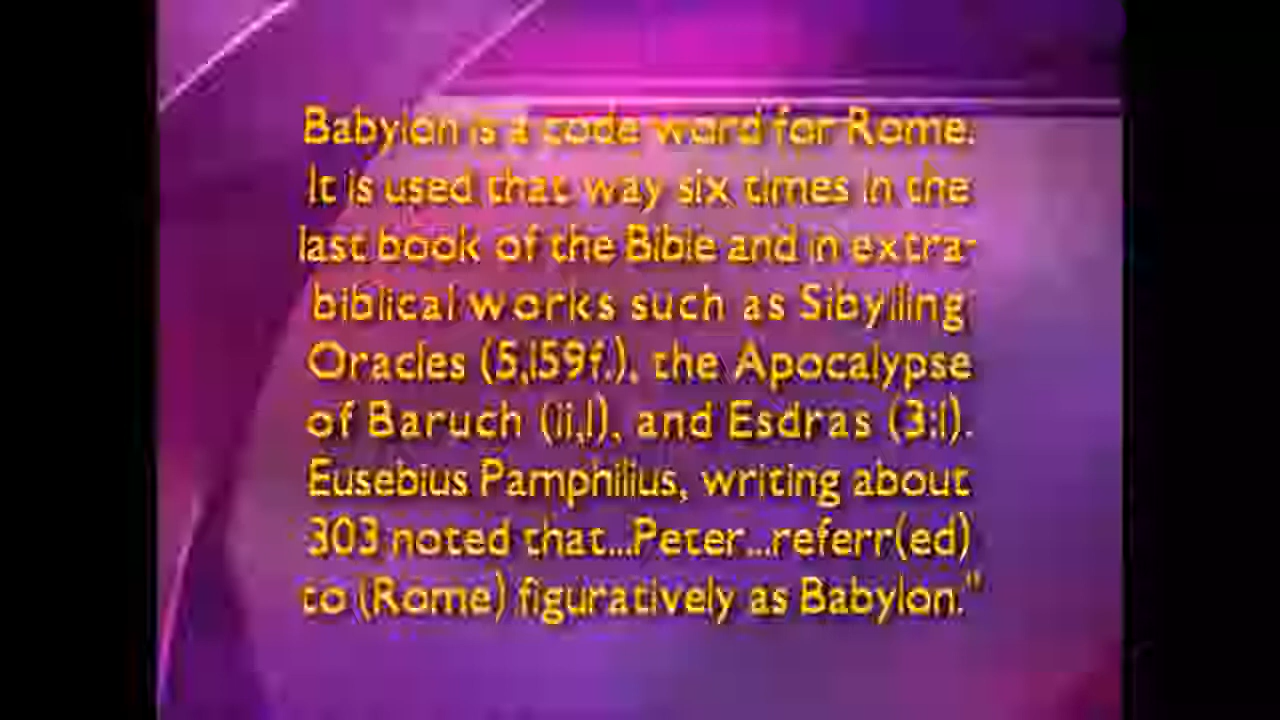 Babylon is a code word for Rome.
It is used that way six times in the
last book of the Bible and in extra-
biblical works such as Sibylling
Oracles (5,159f.), the Apocalypse
of Baruch (ii,1), and Esdras (3:1).
Eusebius Pamphilius, writing about
303 noted that...Peter...referr(ed)
to (Rome) figuratively as Babylon."